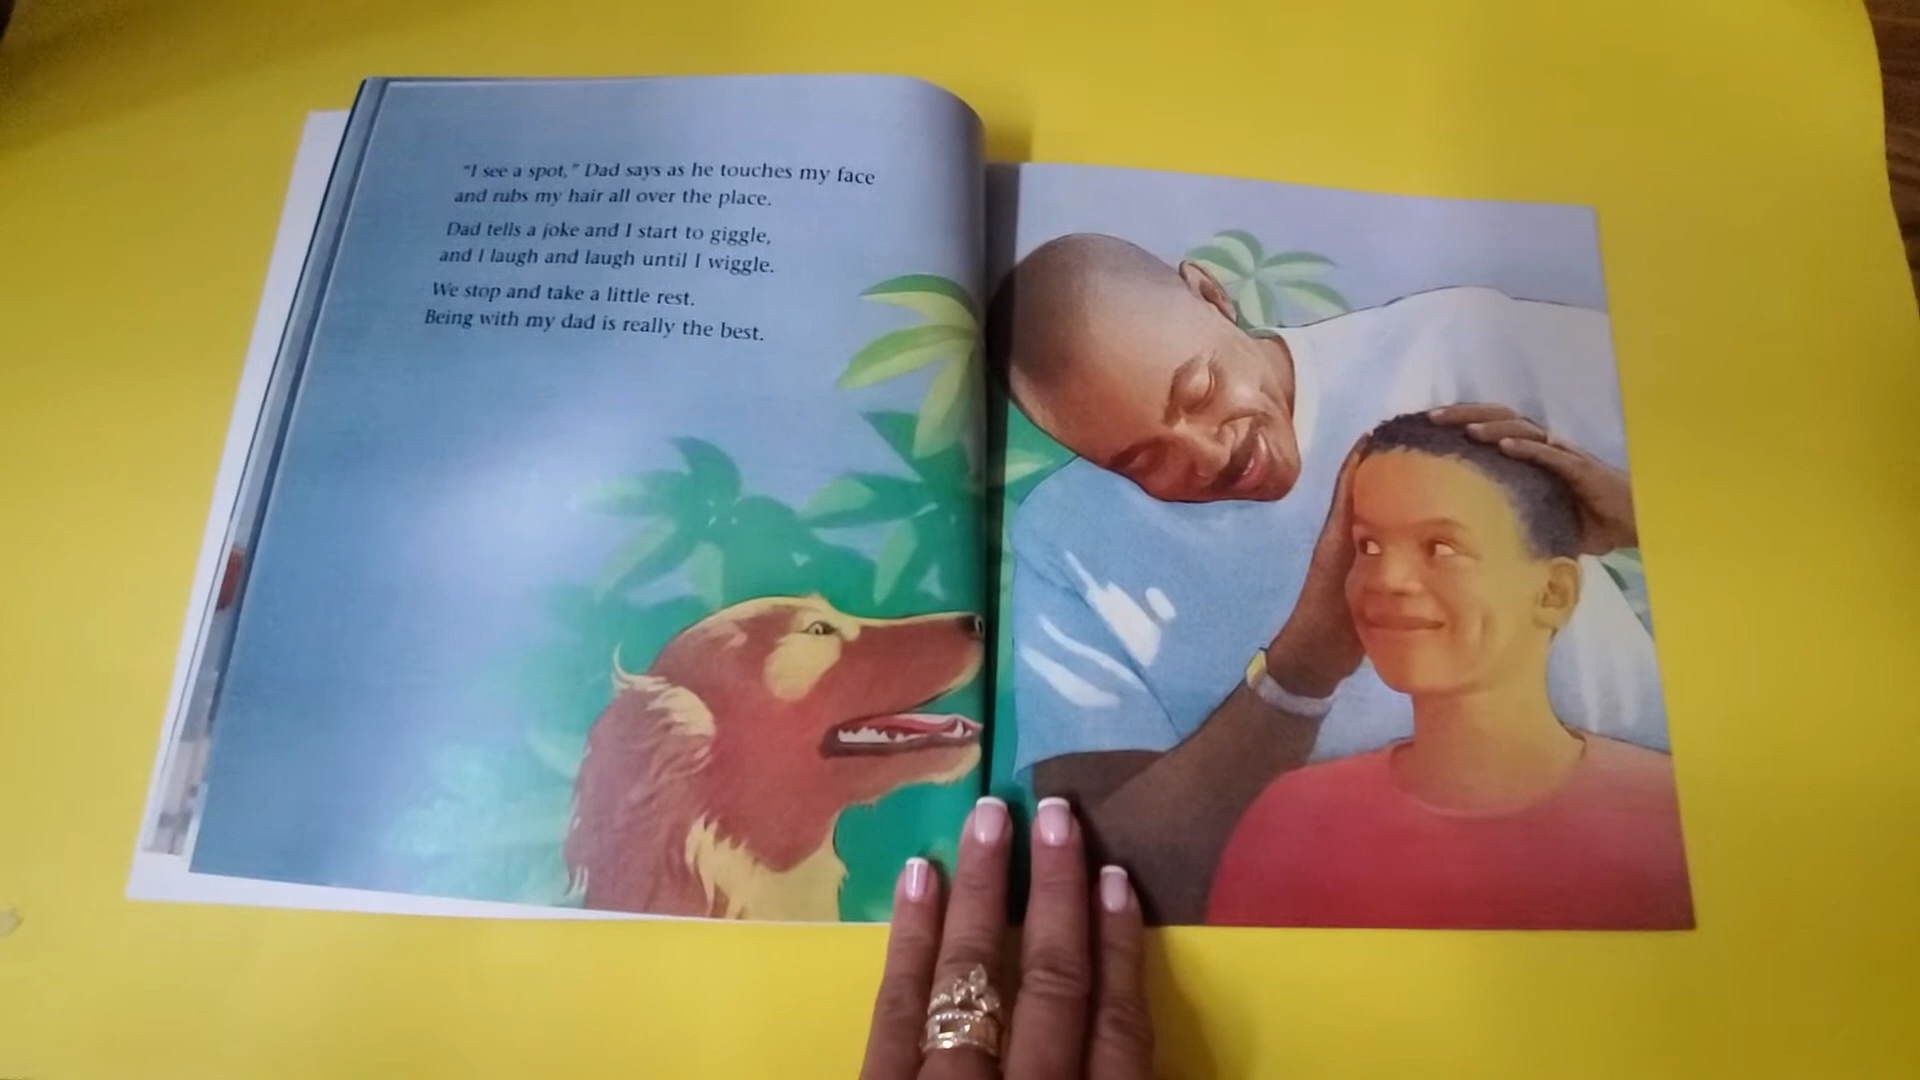 "I see a spot," Dad says as he touches my face
and rubs my hair all over the place.
Dad tells a joke and I start to giggle,
and I laugh and laugh until I wiggle.
We stop and take a little rest.
Being with my dad is really the best.